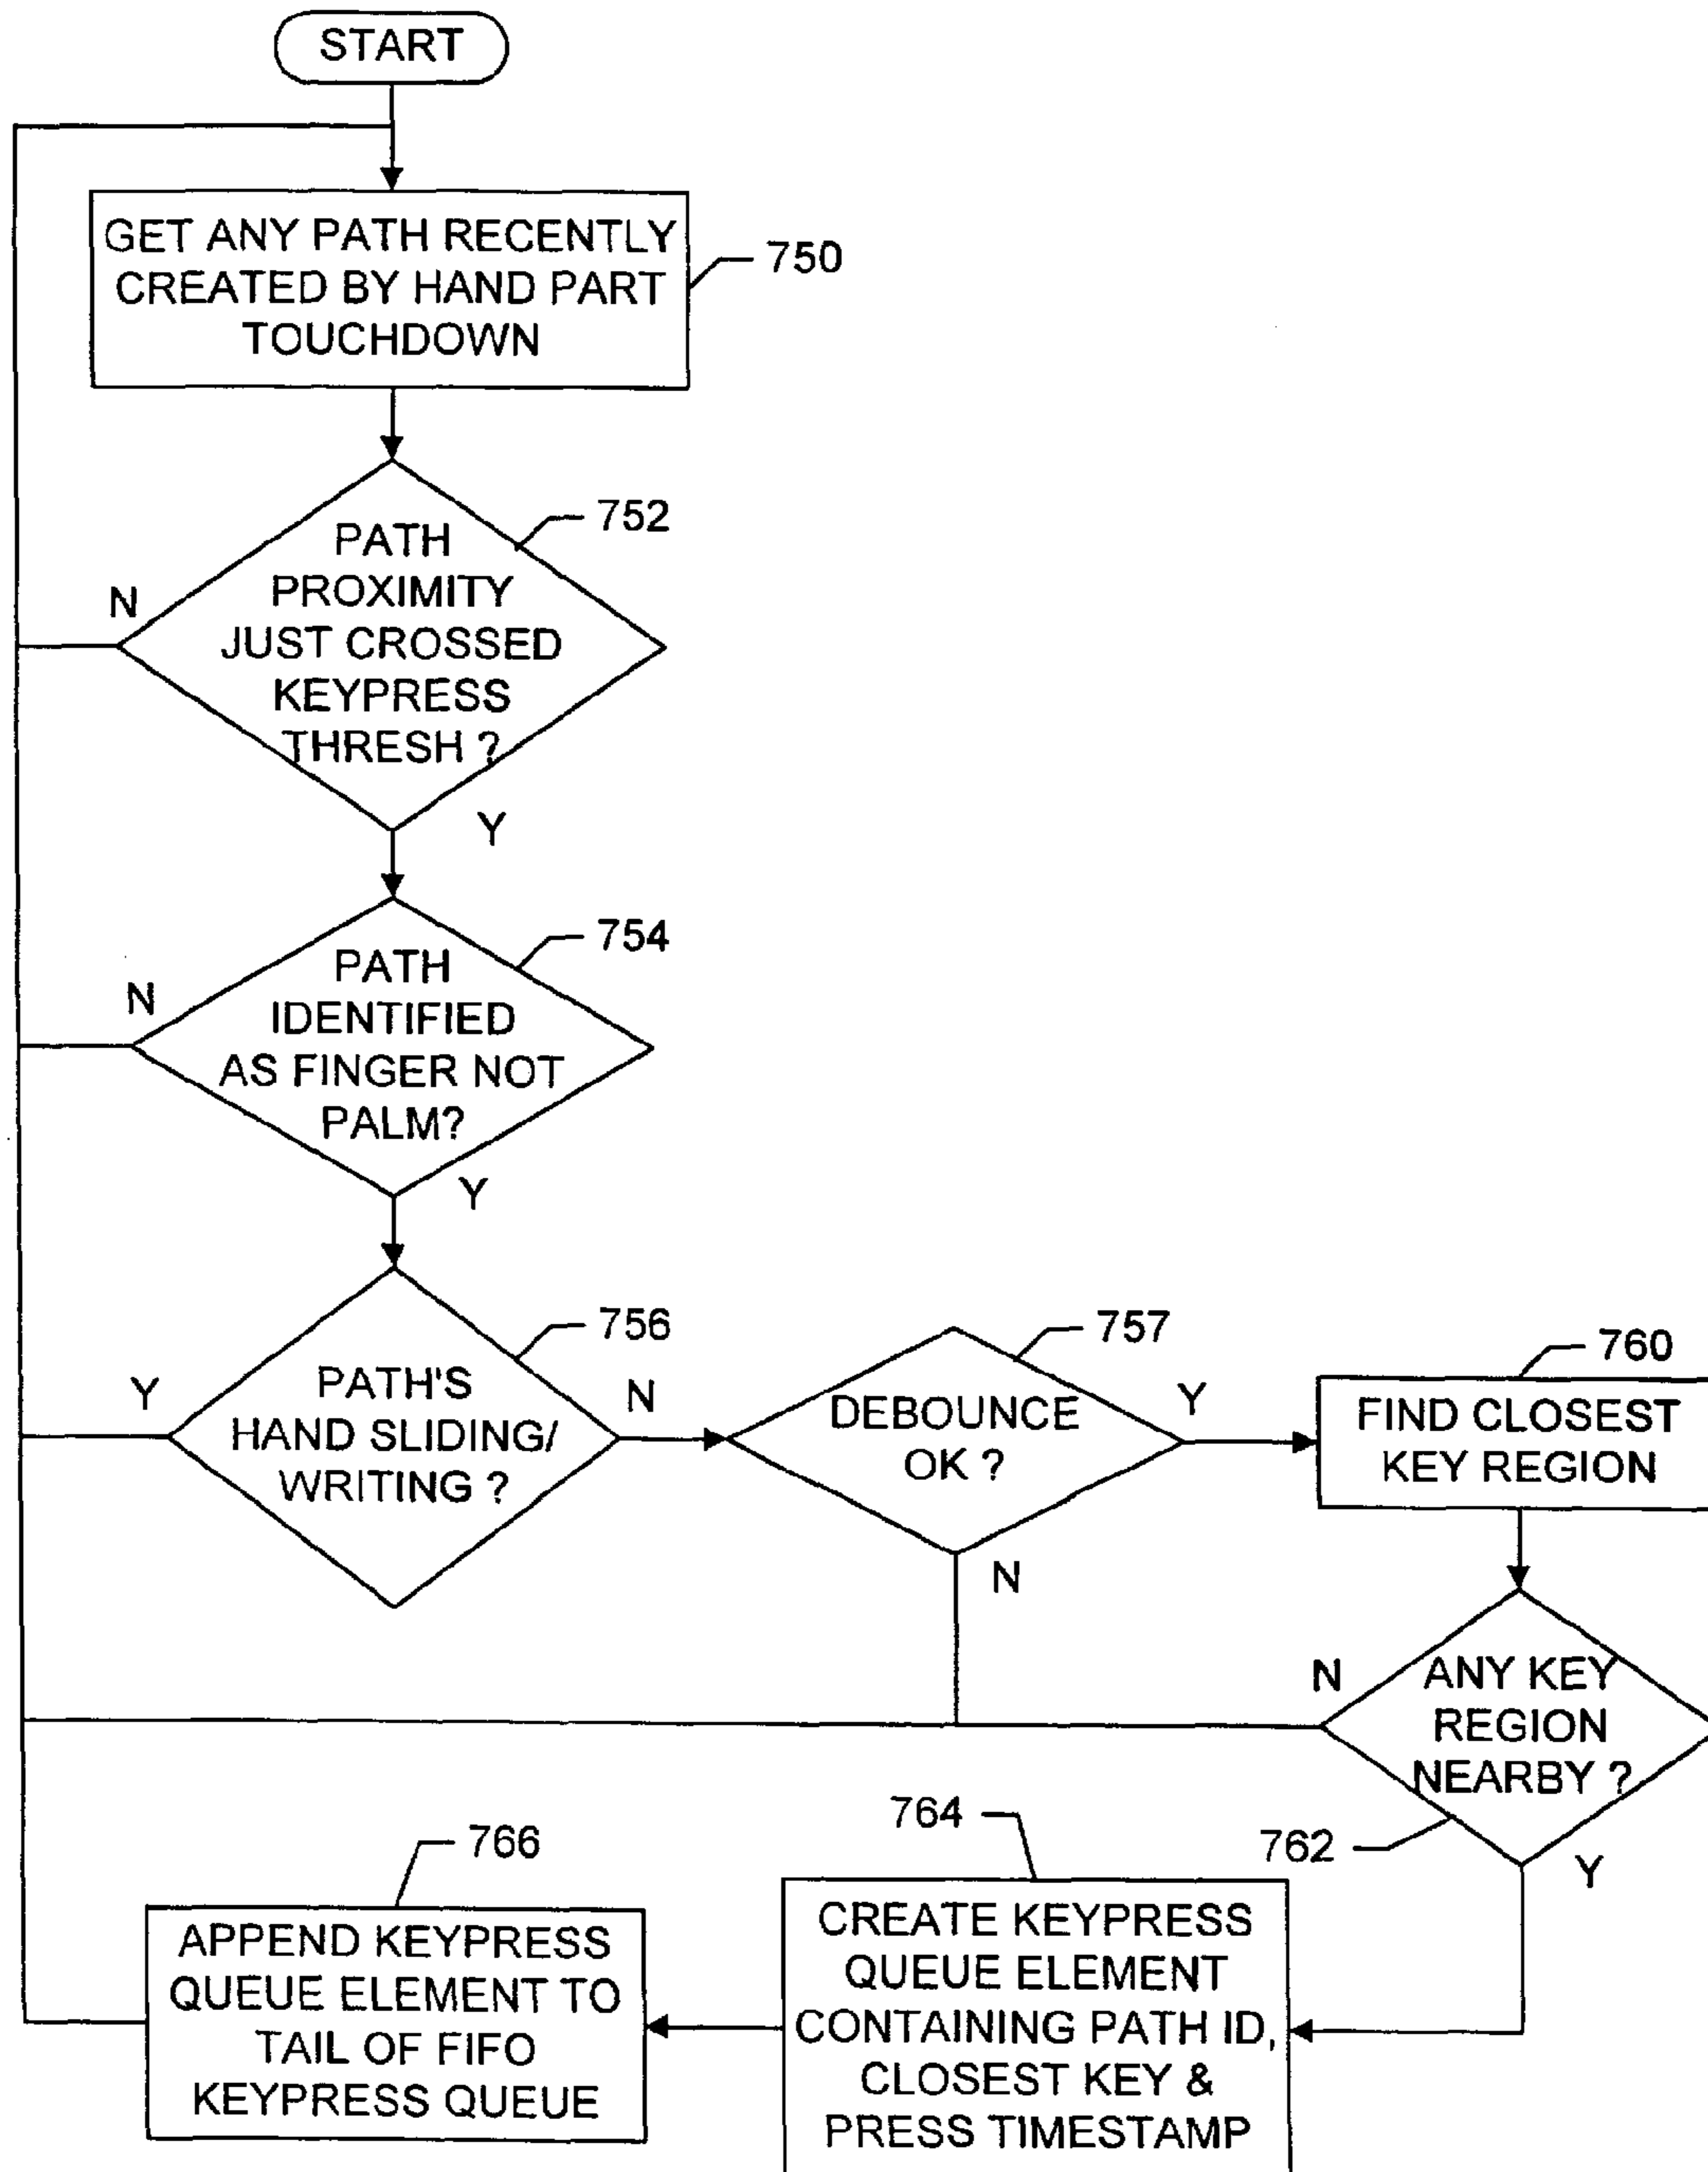 START
GET ANY PATH RECENTLY
CREATED BY HAND PART
TOUCHDOWN
750
752
PATH
PROXIMITY
JUST CROSSED
KEYPRESS
THRESH ?
N
Y
754
PATH
IDENTIFIED
AS FINGER NOT
PALM?
N
Y
756
PATH'S
HAND SLIDING/
WRITING ?
Y
N
757
DEBOUNCE
OK ?
Y
N
760
FIND CLOSEST
KEY REGION
ANY KEY
REGION
NEARBY ?
N
762
Y
764
CREATE KEYPRESS
QUEUE ELEMENT
CONTAINING PATH ID,
CLOSEST KEY &
PRESS TIMESTAMP
766
APPEND KEYPRESS
QUEUE ELEMENT TO
TAIL OF FIFO
KEYPRESS QUEUE